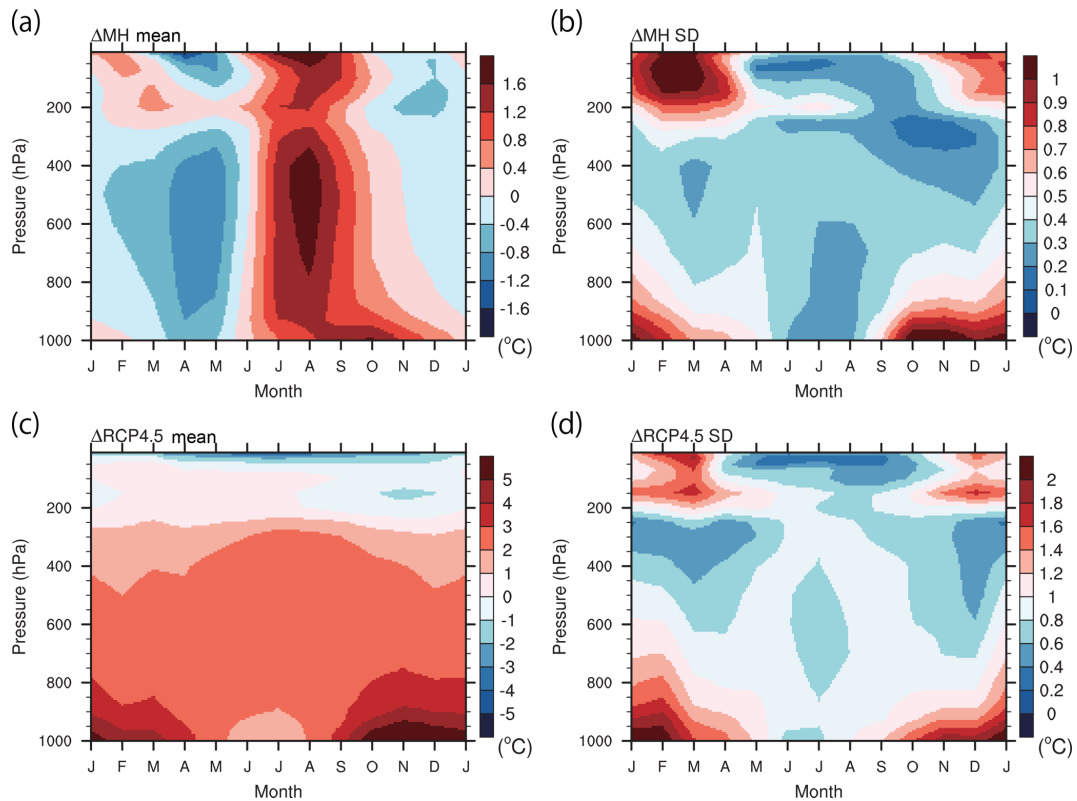 (a)
ΔMH mean
200
400
600
800
1000
Pressure (hPa)
J F M A M J J A S O N D J
Month
1.6
1.2
0.8
0.4
0
-0.4
-0.8
-1.2
-1.6
(°C)
(b)
ΔMH SD
200
400
600
800
1000
Pressure (hPa)
J F M A M J J A S O N D J
Month
1
0.9
0.8
0.7
0.6
0.5
0.4
0.3
0.2
0.1
0
(°C)
(c)
ΔRCP4.5 mean
200
400
600
800
1000
Pressure (hPa)
J F M A M J J A S O N D J
Month
5
4
3
2
1
0
-1
-2
-3
-4
-5
(°C)
(d)
ΔRCP4.5 SD
200
400
600
800
1000
Pressure (hPa)
J F M A M J J A S O N D J
Month
2
1.8
1.6
1.4
1.2
1
0.8
0.6
0.4
0.2
0
(°C)